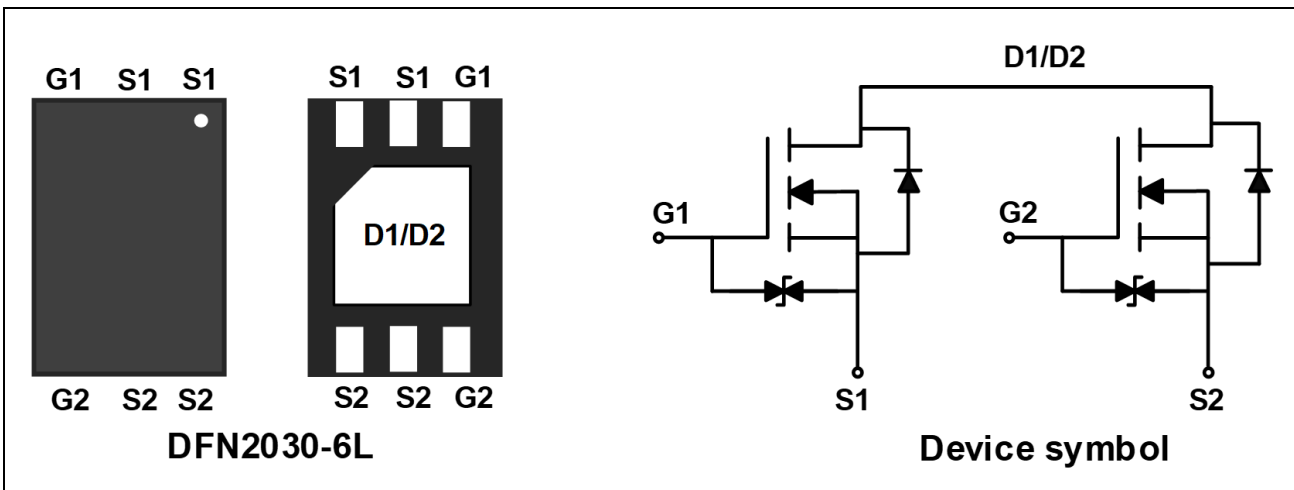 G1 S1 S1
G2 S2 S2
S1 S1 G1
D1/D2
S2 S2 G2
DFN2030-6L
D1/D2
G1
G2
S1
S2
Device symbol